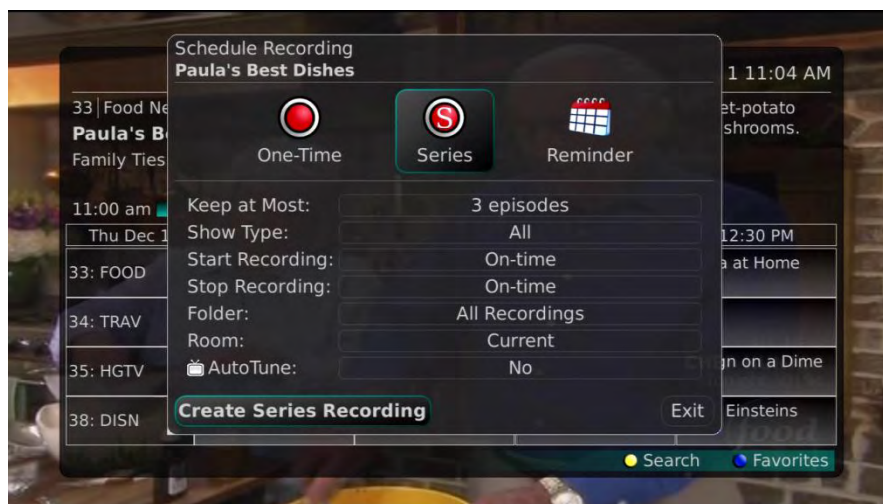 Schedule Recording
Paula's Best Dishes
1 11:04 AM
33 Food Ne
et-potato
Paula's B
shrooms.
Family Ties
One-Time
S
Series
Reminder
11:00 am
Keep at Most: 3 episodes
Thu Dec 1
Show Type: All
12:30 PM
Start Recording: On-time
33: FOOD
a at Home
Stop Recording: On-time
Folder: All Recordings
34: TRAV
Room: Current
35: HGTV
AutoTune: No
gn on a Dime
Create Series Recording
Exit
38: DISN
Einsteins
food
Search
Favorites